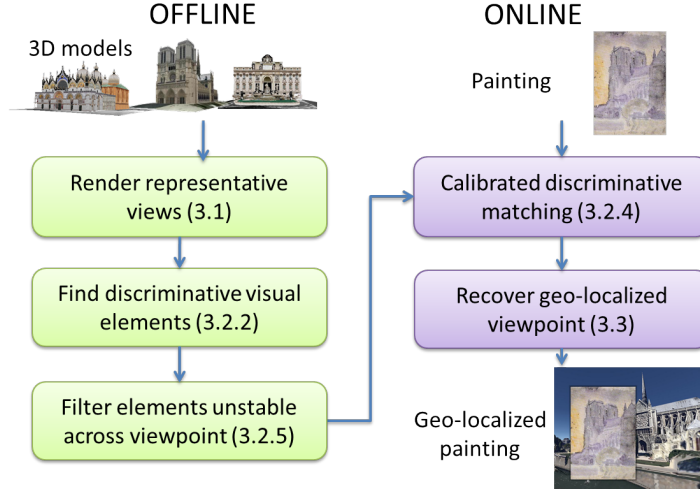 OFFLINE
3D models
Render representative
views (3.1)
Find discriminative visual
elements (3.2.2)
Filter elements unstable
across viewpoint (3.2.5)
ONLINE
Painting
Calibrated discriminative
matching (3.2.4)
Recover geo-localized
viewpoint (3.3)
Geo-localized
painting